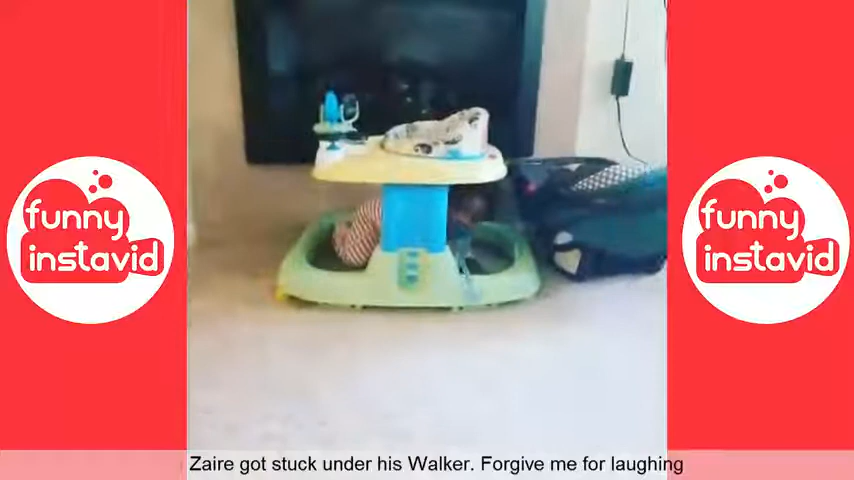 funny
instavid
funny
instavid
Zaire got stuck under his Walker. Forgive me for laughing